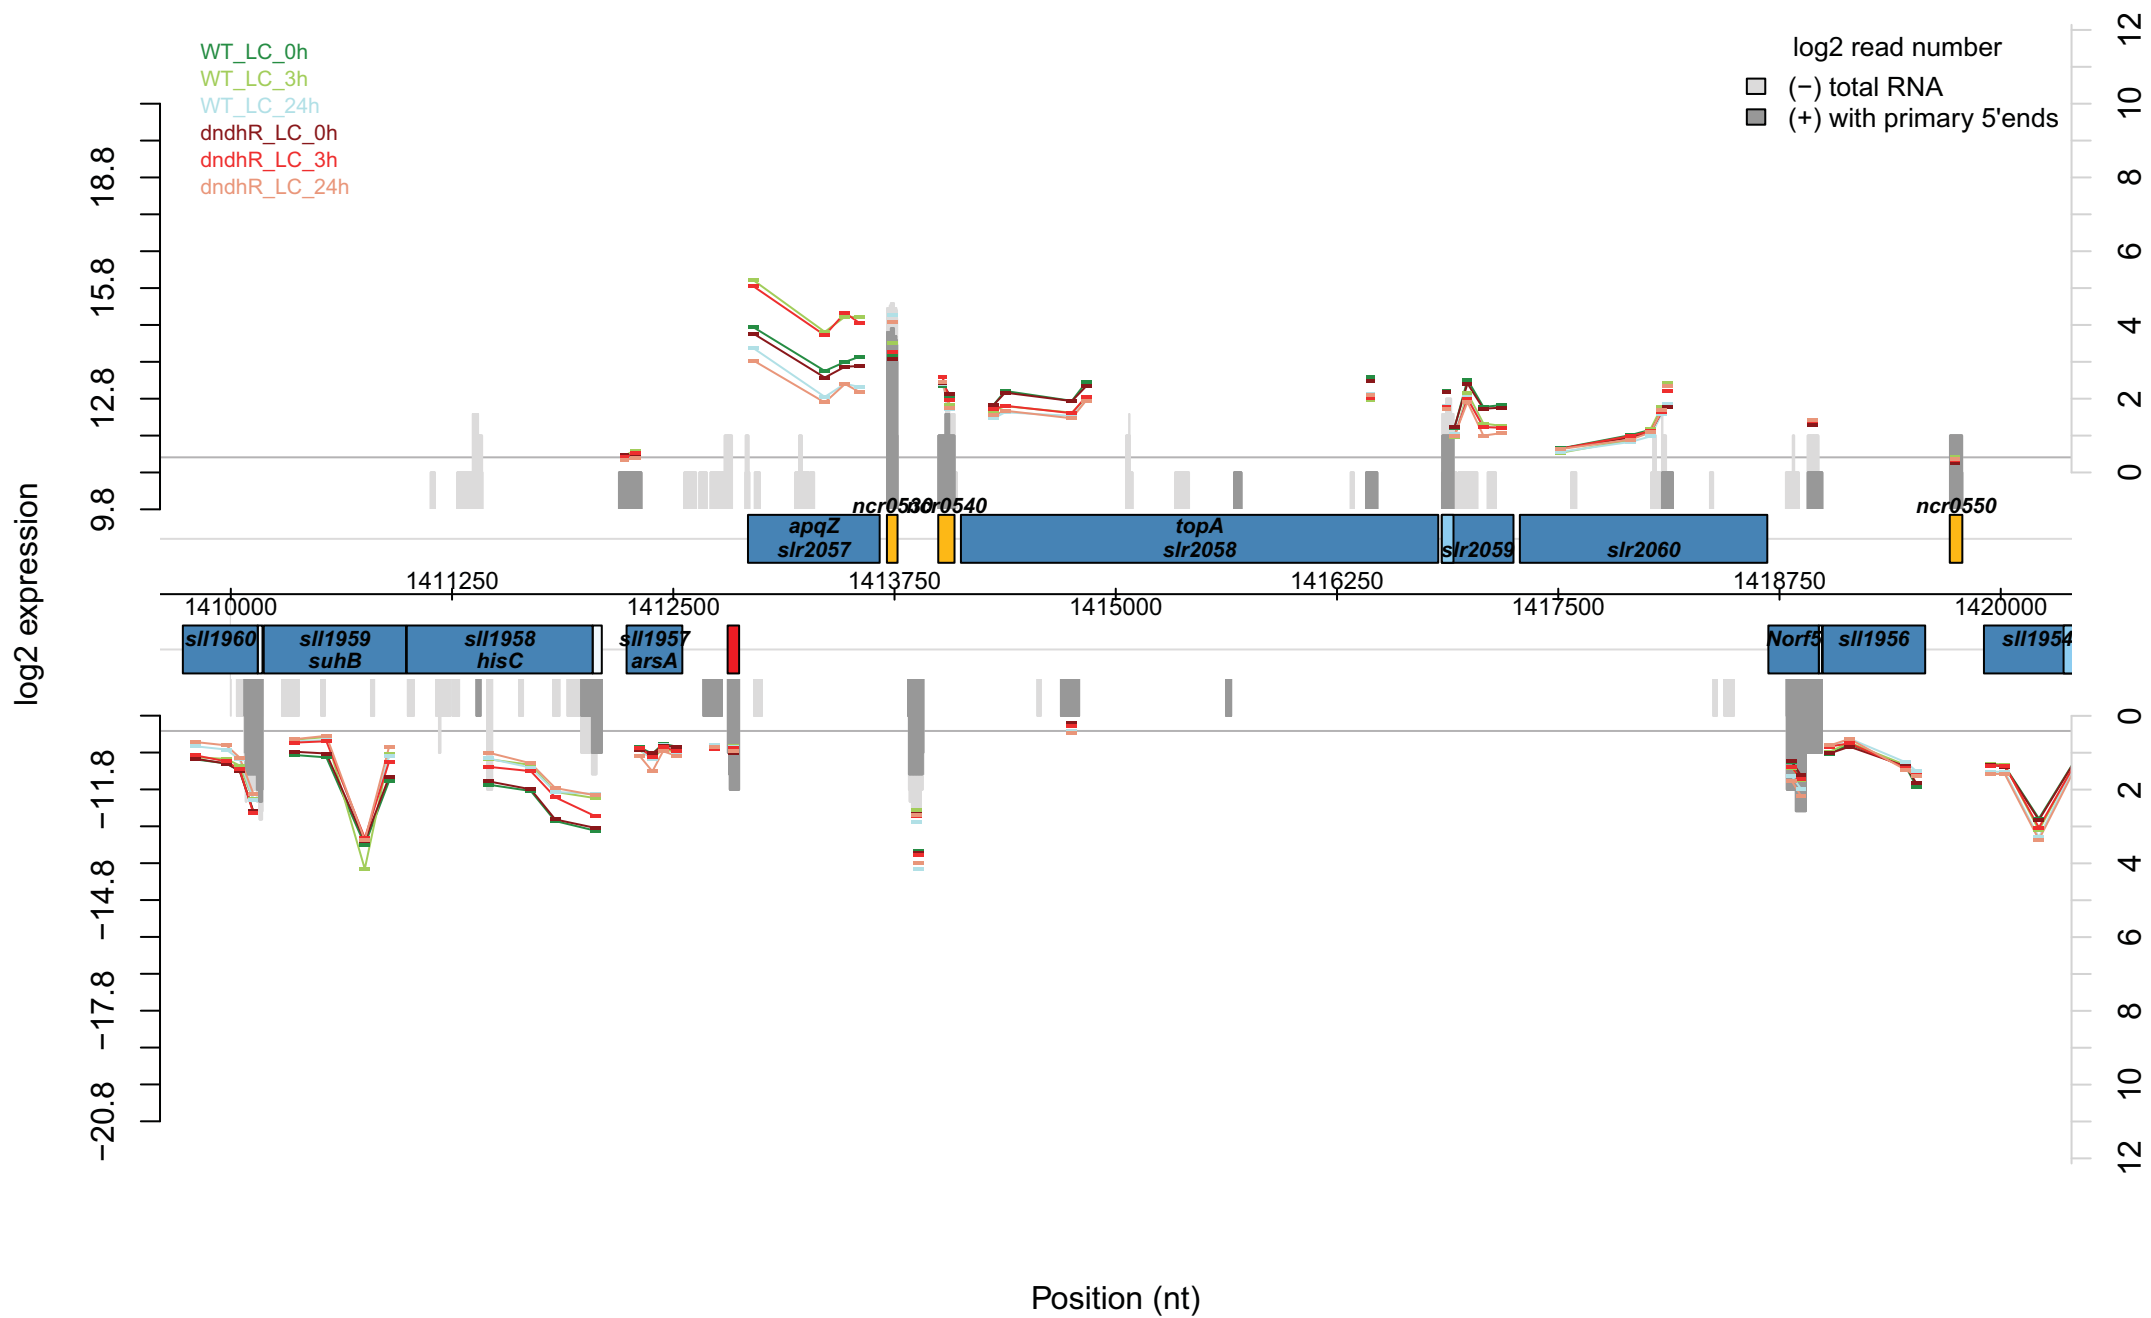 WT_LC_0h
WT_LC_3h
WT_LC_24h
dndhR_LC_0h
dndhR_LC_3h
dndhR_LC_24h
log2 read number
(−) total RNA
(+) with primary 5'ends
log2 expression
18.8
15.8
12.8
9.8
12
10
8
6
4
2
0
ncr0530
ncr0540
ncr0550
apqZ
slr2057
topA
slr2058
slr2059
slr2060
1411250
1413750
1416250
1418750
1410000
1412500
1415000
1417500
1420000
sll1960
sll1959
suhB
sll1958
hisC
sll1957
arsA
Norf5
sll1956
sll1954
−11.8
−14.8
−17.8
−20.8
0
2
4
6
8
10
12
Position (nt)